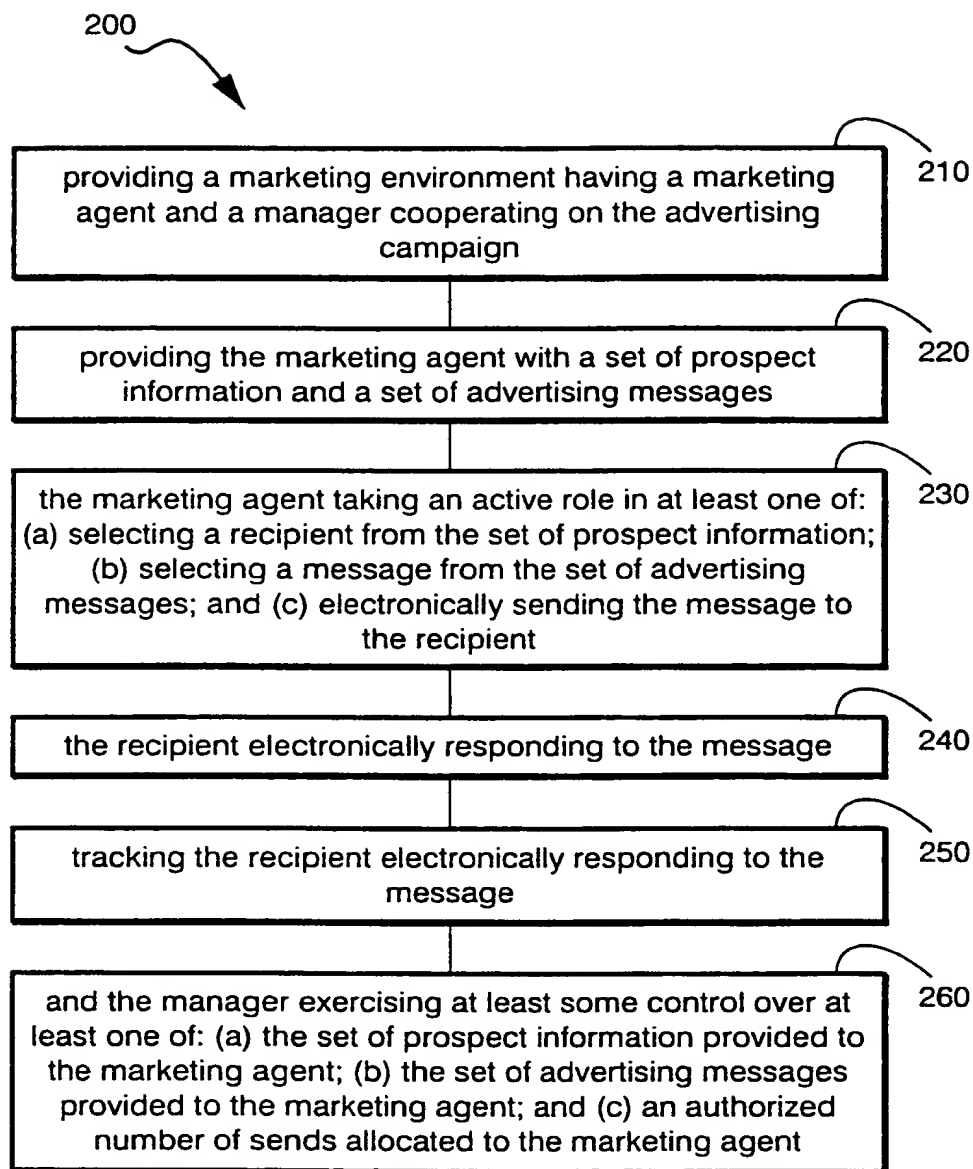 200
providing a marketing environment having a marketing
agent and a manager cooperating on the advertising
campaign
210
providing the marketing agent with a set of prospect
information and a set of advertising messages
220
the marketing agent taking an active role in at least one of:
(a) selecting a recipient from the set of prospect information;
(b) selecting a message from the set of advertising
messages; and (c) electronically sending the message to
the recipient
230
the recipient electronically responding to the message
240
tracking the recipient electronically responding to the
message
250
and the manager exercising at least some control over at
least one of: (a) the set of prospect information provided to
the marketing agent; (b) the set of advertising messages
provided to the marketing agent; and (c) an authorized
number of sends allocated to the marketing agent
260